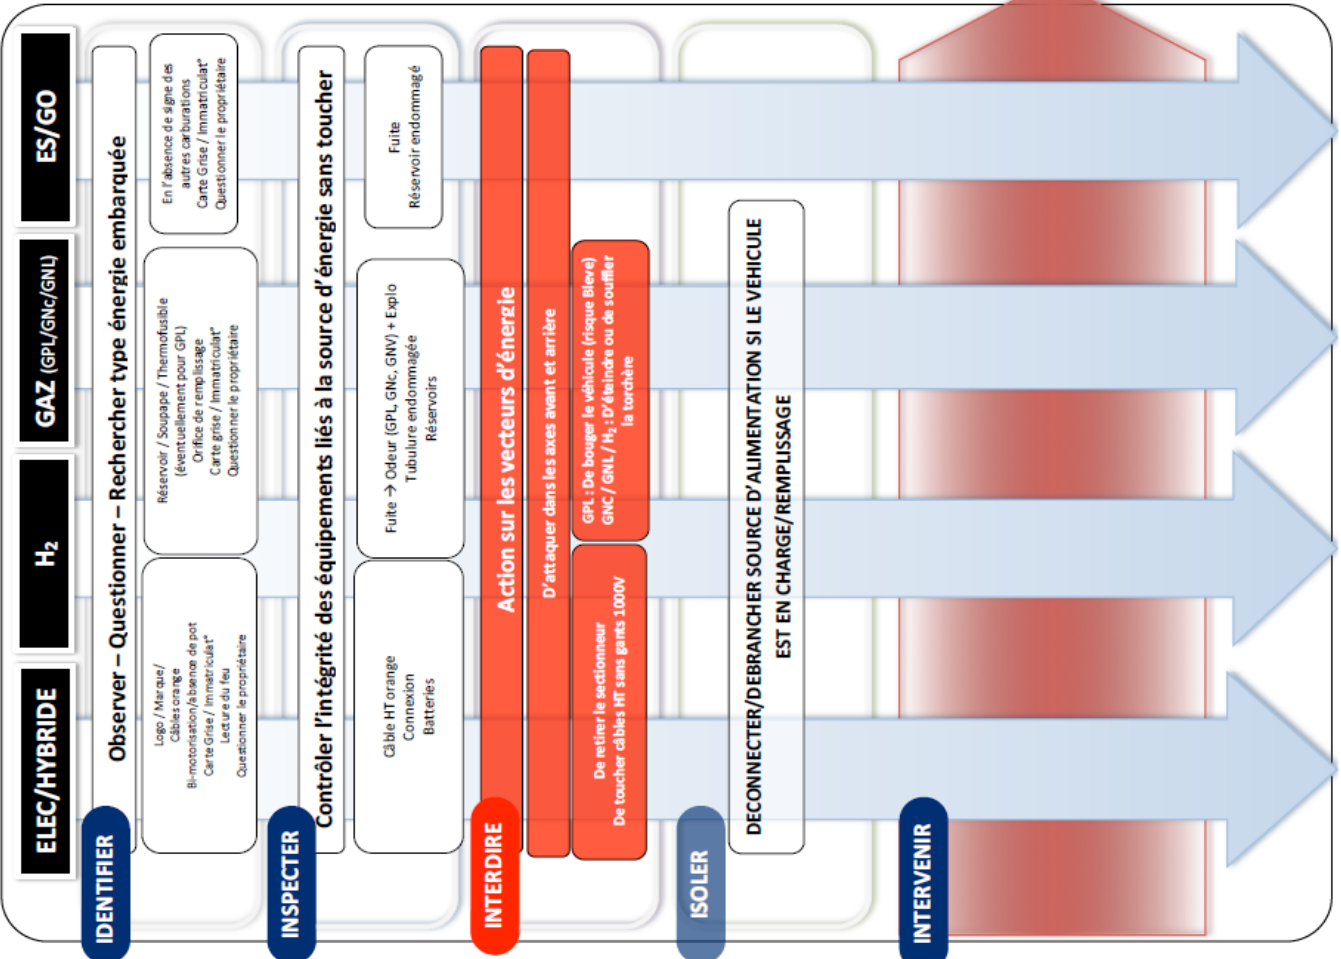 ELEC/HYBRIDE
H₂
GAZ (GPL/GNc/GNL)
ES/GO
IDENTIFIER
Observer – Questionner – Rechercher type énergie embarquée
Logo / Marque/
Câbles orange
Bi-motorisation/absence de pot
Carte Grise / Immatriculat°
Lecture du feu
Questionner le propriétaire
Réservoir / Soupape / Thermofusible
(éventuellement pour GPL)
Orifice de remplissage
Carte grise / Immatriculat°
Questionner le propriétaire
En l'absence de signe des
autres carburations
Carte Grise / Immatriculat°
Questionner le propriétaire
INSPECTER
Contrôler l'intégrité des équipements liés à la source d'énergie sans toucher
Câble HT orange
Connexion
Batteries
Fuite → Odeur (GPL, GNc, GNV) + Explo
Tubulure endommagée
Réservoirs
Fuite
Réservoir endommagé
INTERDIRE
Action sur les vecteurs d'énergie
D'attaquer dans les axes avant et arrière
De retirer le sectionneur
De toucher câbles HT sans gants 1000V
GPL : De bouger le véhicule (risque Bleve)
GNC / GNL / H₂ : D'éteindre ou de souffler
la torchère
ISOLER
DECONNECTER/DEBRANCHER SOURCE D'ALIMENTATION SI LE VEHICULE
EST EN CHARGE/REMPLISSAGE
INTERVENIR